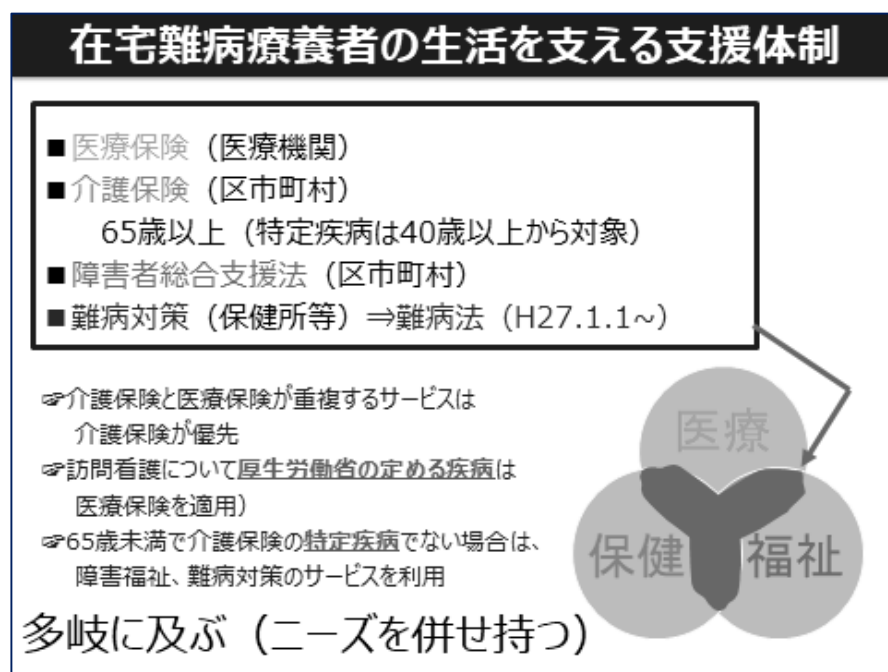 在宅難病療養者の生活を支える支援体制
■医療保険（医療機関）
■介護保険（区市町村）
65歳以上（特定疾病は40歳以上から対象）
■障害者総合支援法（区市町村）
■難病対策（保健所等）⇒難病法（H27.1.1~）
☞介護保険と医療保険が重複するサービスは
介護保険が優先
☞訪問看護について厚生労働省の定める疾病は
医療保険を適用）
☞65歳未満で介護保険の特定疾病でない場合は、
障害福祉、難病対策のサービスを利用
多岐に及ぶ（ニーズを併せ持つ）
医療
保健
福祉